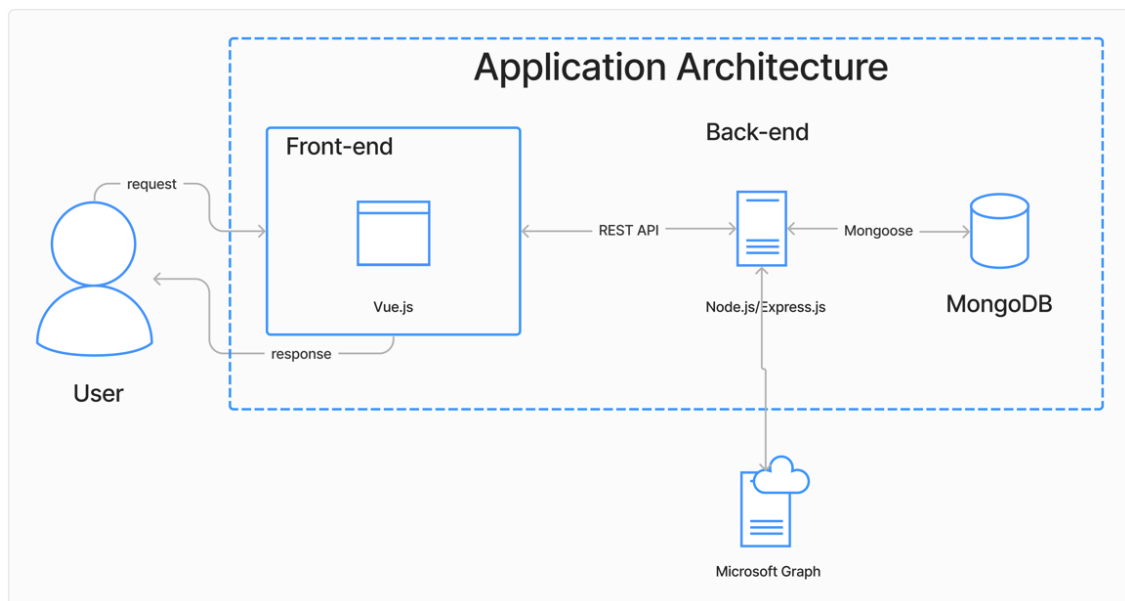 Application Architecture
Front-end
Back-end
request
REST API
Mongoose
Vue.js
Node.js/Express.js
MongoDB
response
User
Microsoft Graph